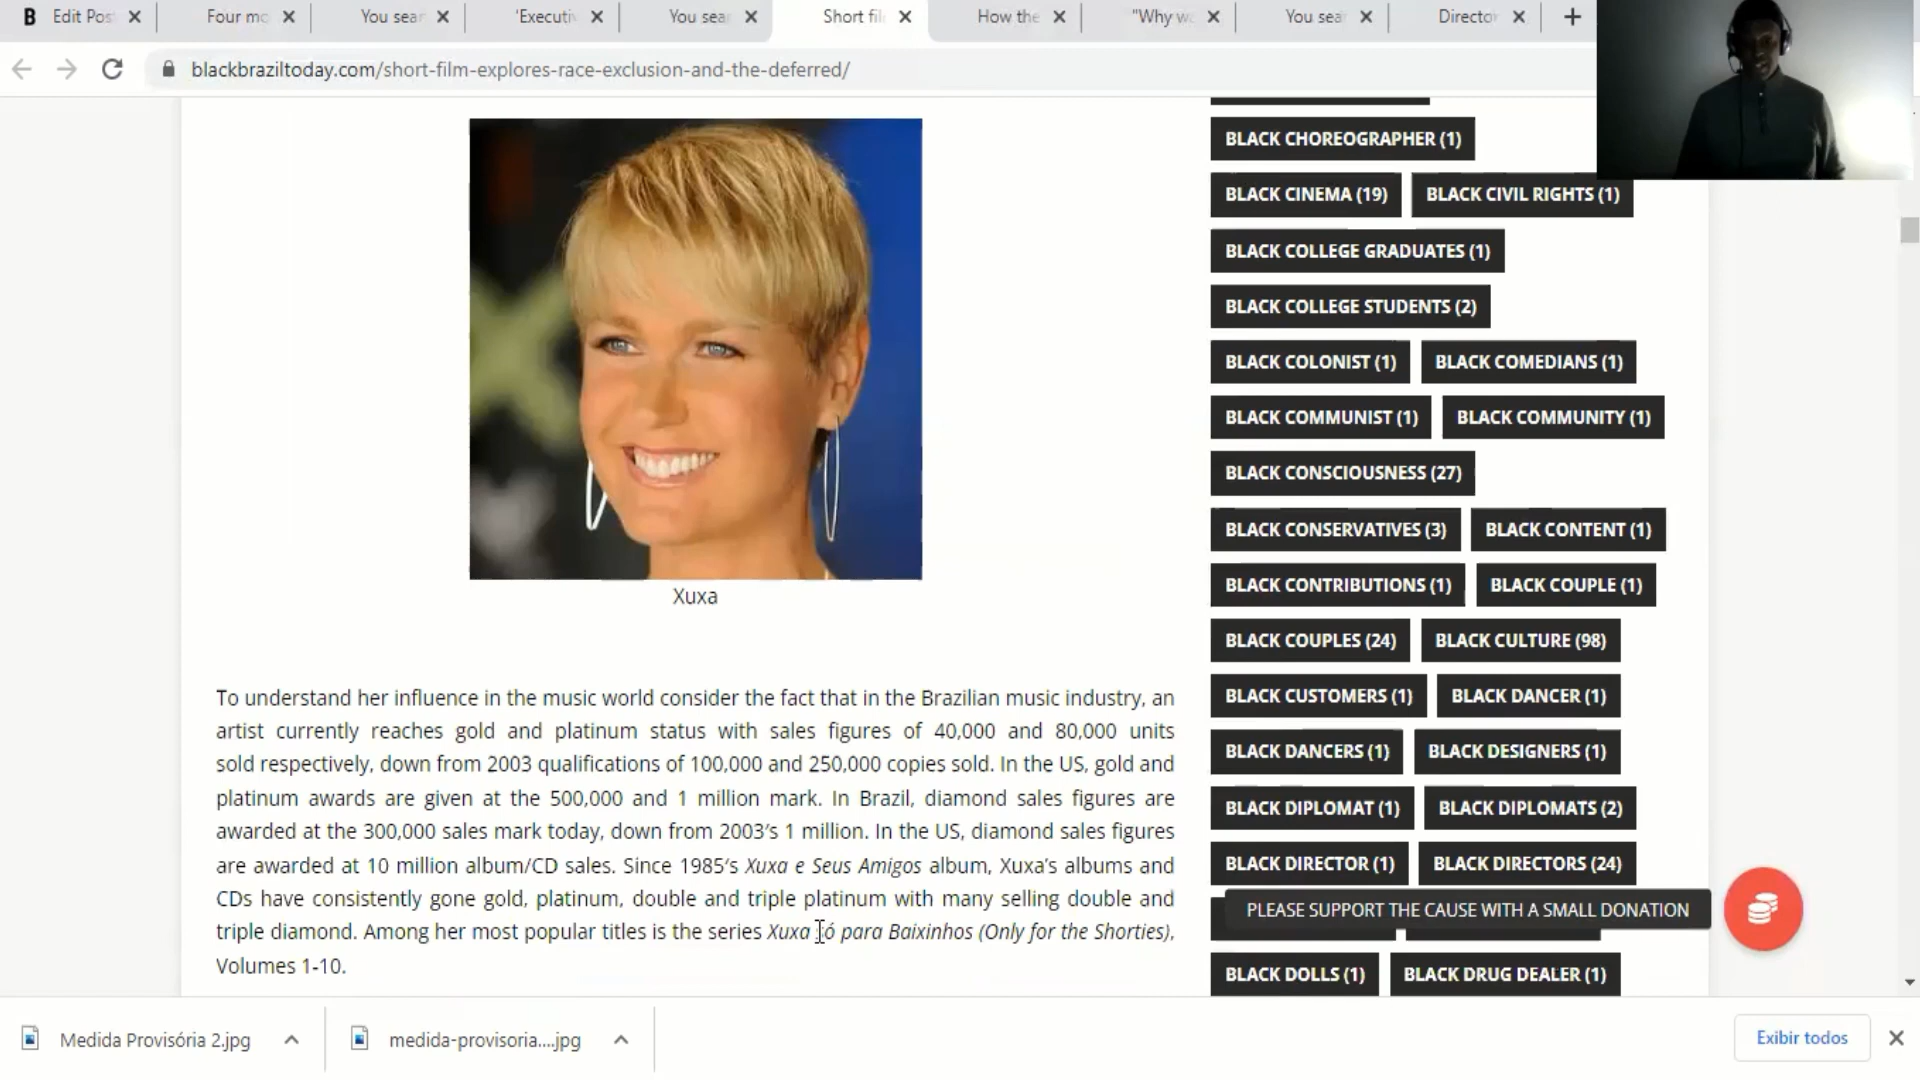 B Edit Pos
Four mo
You sear
'Executiv
You sear
Short fil
How the
"Why w
You sea
Director
blackbraziltoday.com/short-film-explores-race-exclusion-and-the-deferred/
Xuxa
To understand her influence in the music world consider the fact that in the Brazilian music industry, an
artist currently reaches gold and platinum status with sales figures of 40,000 and 80,000 units
sold respectively, down from 2003 qualifications of 100,000 and 250,000 copies sold. In the US, gold and
platinum awards are given at the 500,000 and 1 million mark. In Brazil, diamond sales figures are
awarded at the 300,000 sales mark today, down from 2003's 1 million. In the US, diamond sales figures
are awarded at 10 million album/CD sales. Since 1985's Xuxa e Seus Amigos album, Xuxa's albums and
CDs have consistently gone gold, platinum, double and triple platinum with many selling double and
triple diamond. Among her most popular titles is the series Xuxa só para Baixinhos (Only for the Shorties),
Volumes 1-10.
BLACK CHOREOGRAPHER (1)
BLACK CINEMA (19) BLACK CIVIL RIGHTS (1)
BLACK COLLEGE GRADUATES (1)
BLACK COLLEGE STUDENTS (2)
BLACK COLONIST (1) BLACK COMEDIANS (1)
BLACK COMMUNIST (1) BLACK COMMUNITY (1)
BLACK CONSCIOUSNESS (27)
BLACK CONSERVATIVES (3) BLACK CONTENT (1)
BLACK CONTRIBUTIONS (1) BLACK COUPLE (1)
BLACK COUPLES (24) BLACK CULTURE (98)
BLACK CUSTOMERS (1) BLACK DANCER (1)
BLACK DANCERS (1) BLACK DESIGNERS (1)
BLACK DIPLOMAT (1) BLACK DIPLOMATS (2)
BLACK DIRECTOR (1) BLACK DIRECTORS (24)
PLEASE SUPPORT THE CAUSE WITH A SMALL DONATION
BLACK DOLLS (1) BLACK DRUG DEALER (1)
Medida Provisória 2.jpg
medida-provisoria....jpg
Exibir todos